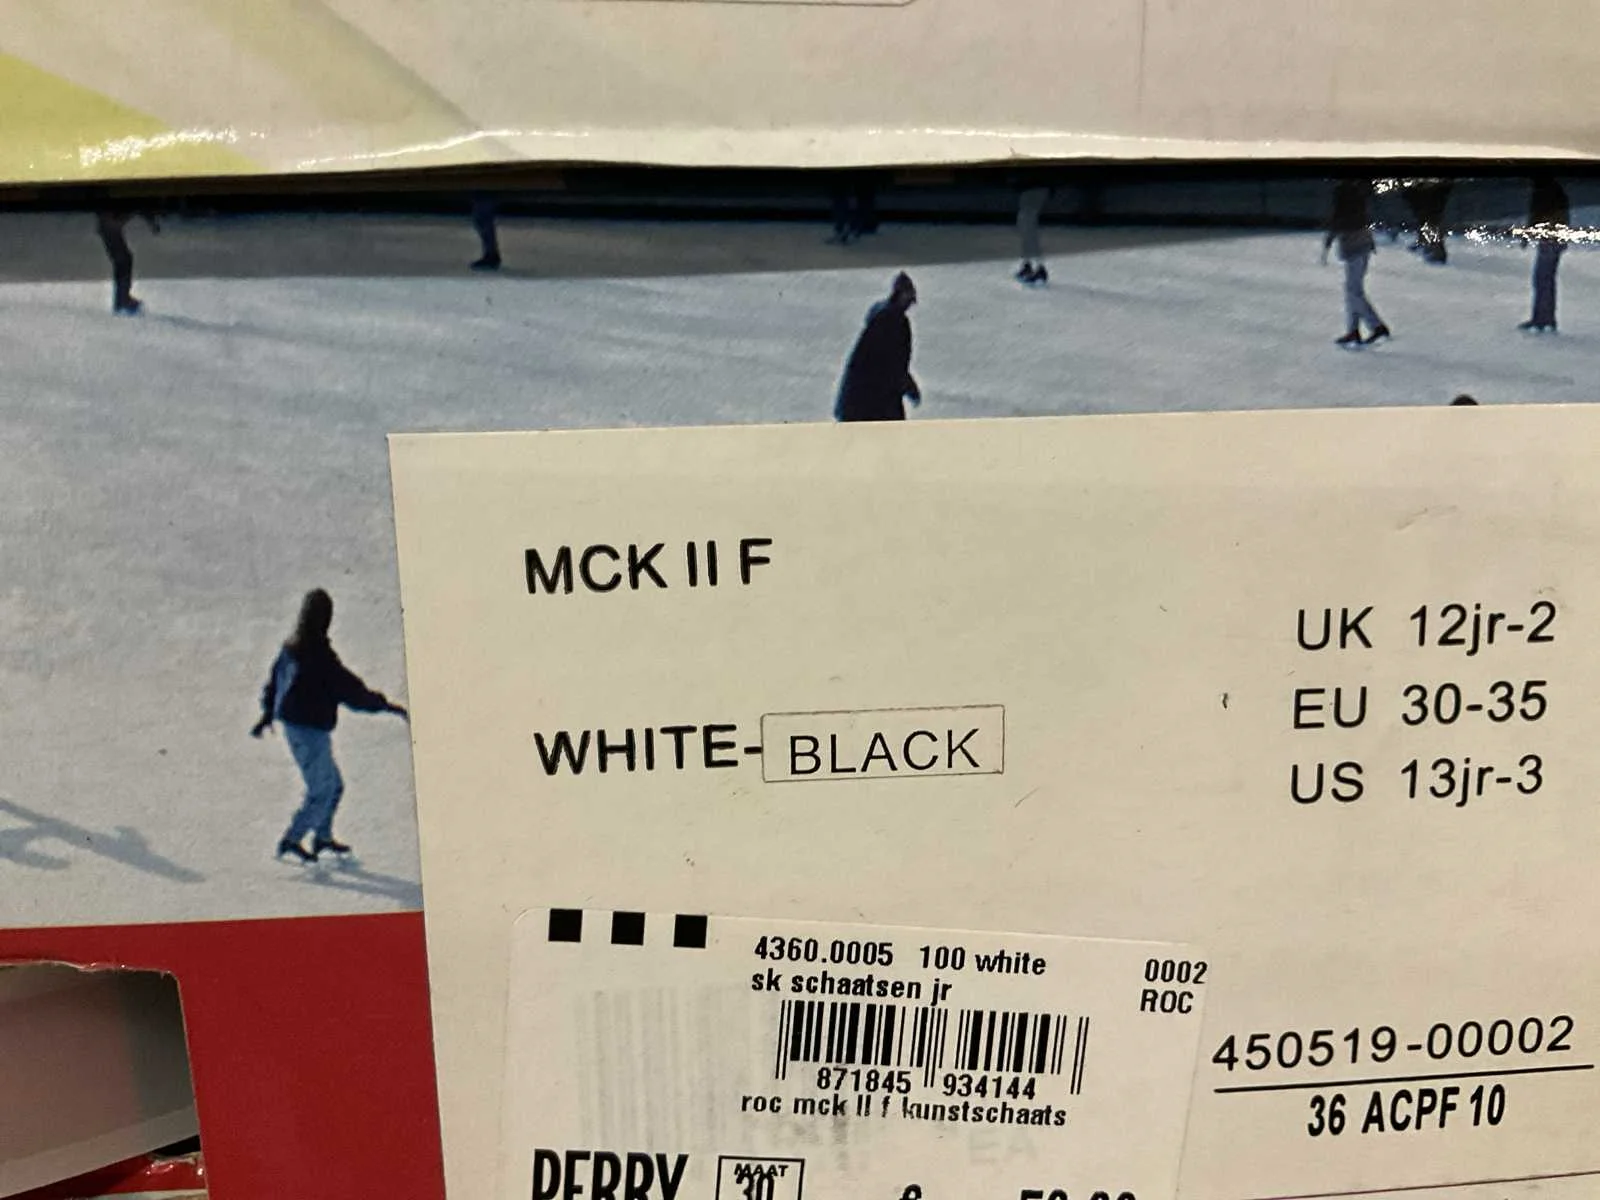 MCK II F
UK 12jr-2
EU 30-35
US 13jr-3
WHITE-BLACK
4360.0005 100 white
sk schaatsen jr
0002
ROC
871845 934144
roc mck II f kunstschaats
450519-00002
36 ACPF 10
PERRY
MAAT
30